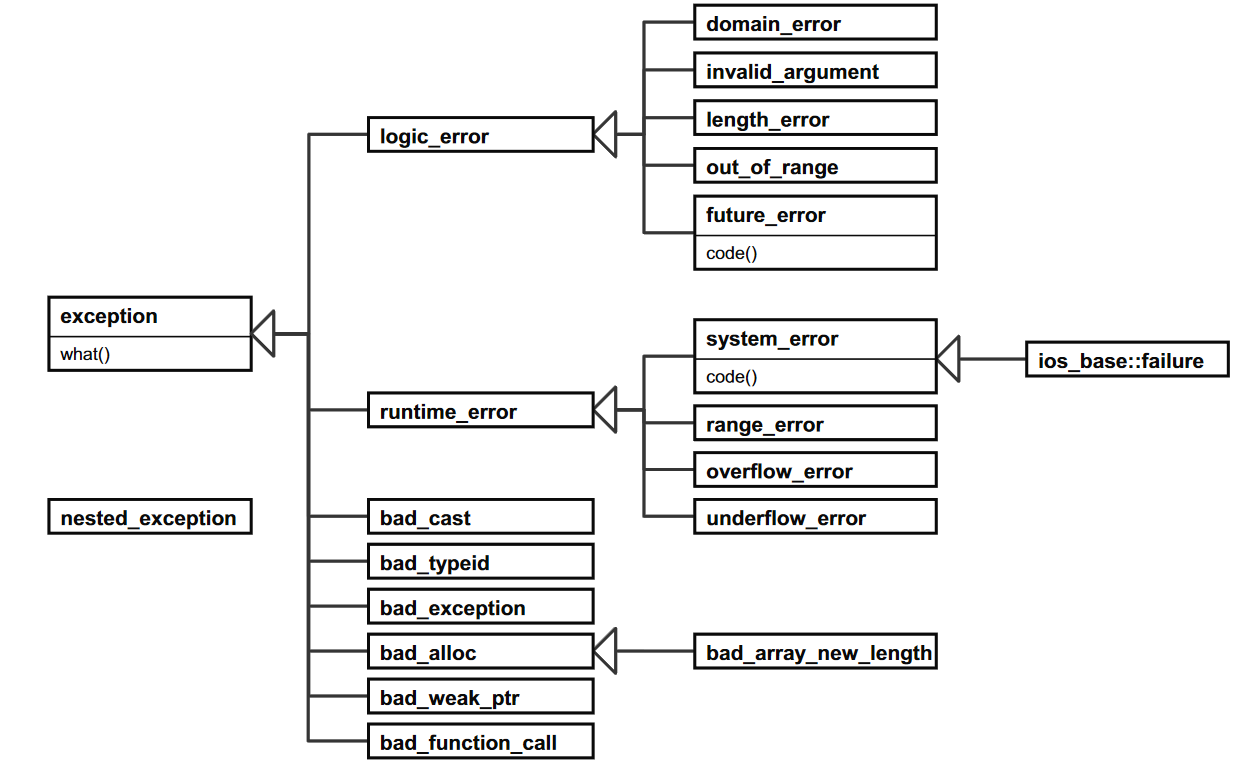 domain_error
invalid_argument
length_error
logic_error
out_of_range
future_error
code()
exception
what()
system_error
code()
ios_base::failure
runtime_error
range_error
overflow_error
underflow_error
nested_exception
bad_cast
bad_typeid
bad_exception
bad_alloc
bad_array_new_length
bad_weak_ptr
bad_function_call